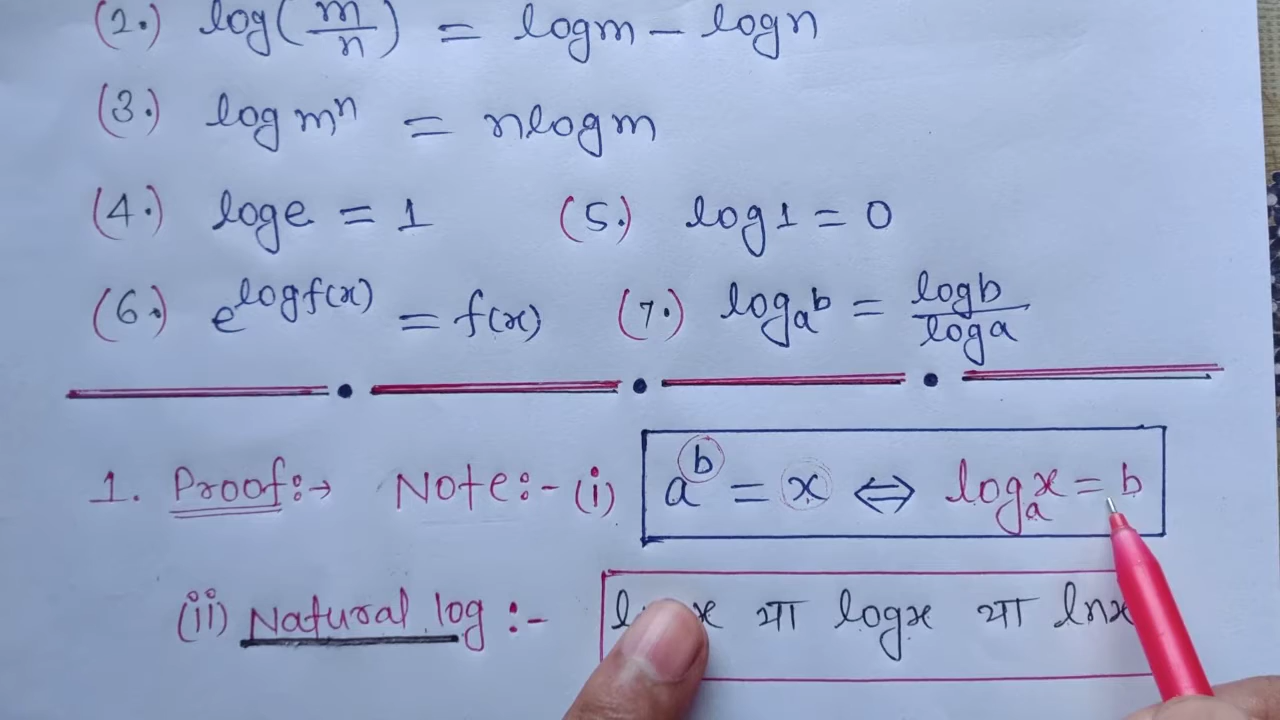 (2.) log(m/n) = logm - logn
(3.) log mⁿ = nlogm
(4.) loge = 1 (5.) log1 = 0
(6.) e^logf(x) = f(x) (7.) logₐb = logb/loga
1. Proof:→ Note:- (i) aᵇ = x ⇔ logₐx = b
(ii) Natural log :- x या logx या lnx